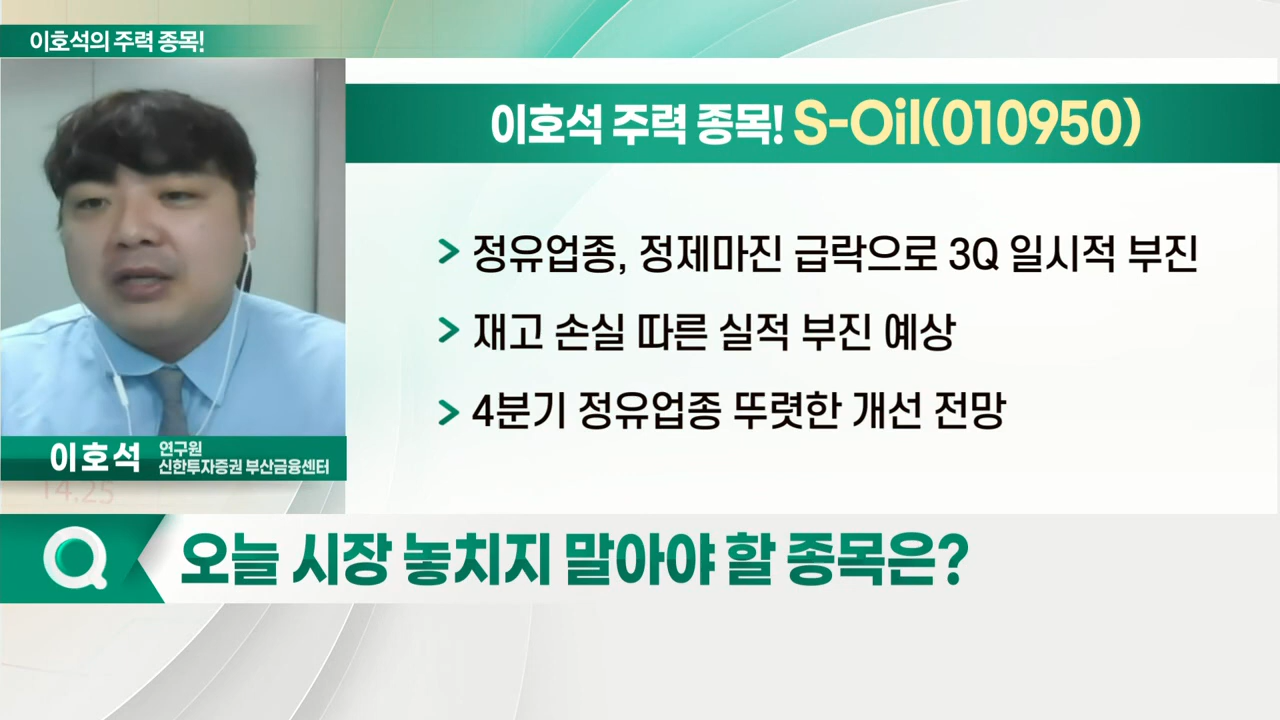 이호석의 주력 종목!
이호석 주력 종목! S-Oil(010950)
> 정유업종, 정제마진 급락으로 3Q 일시적 부진
> 재고 손실 따른 실적 부진 예상
> 4분기 정유업종 뚜렷한 개선 전망
이호석 연구원
신한투자증권 부산금융센터
14.25
Q 오늘 시장 놓치지 말아야 할 종목은?